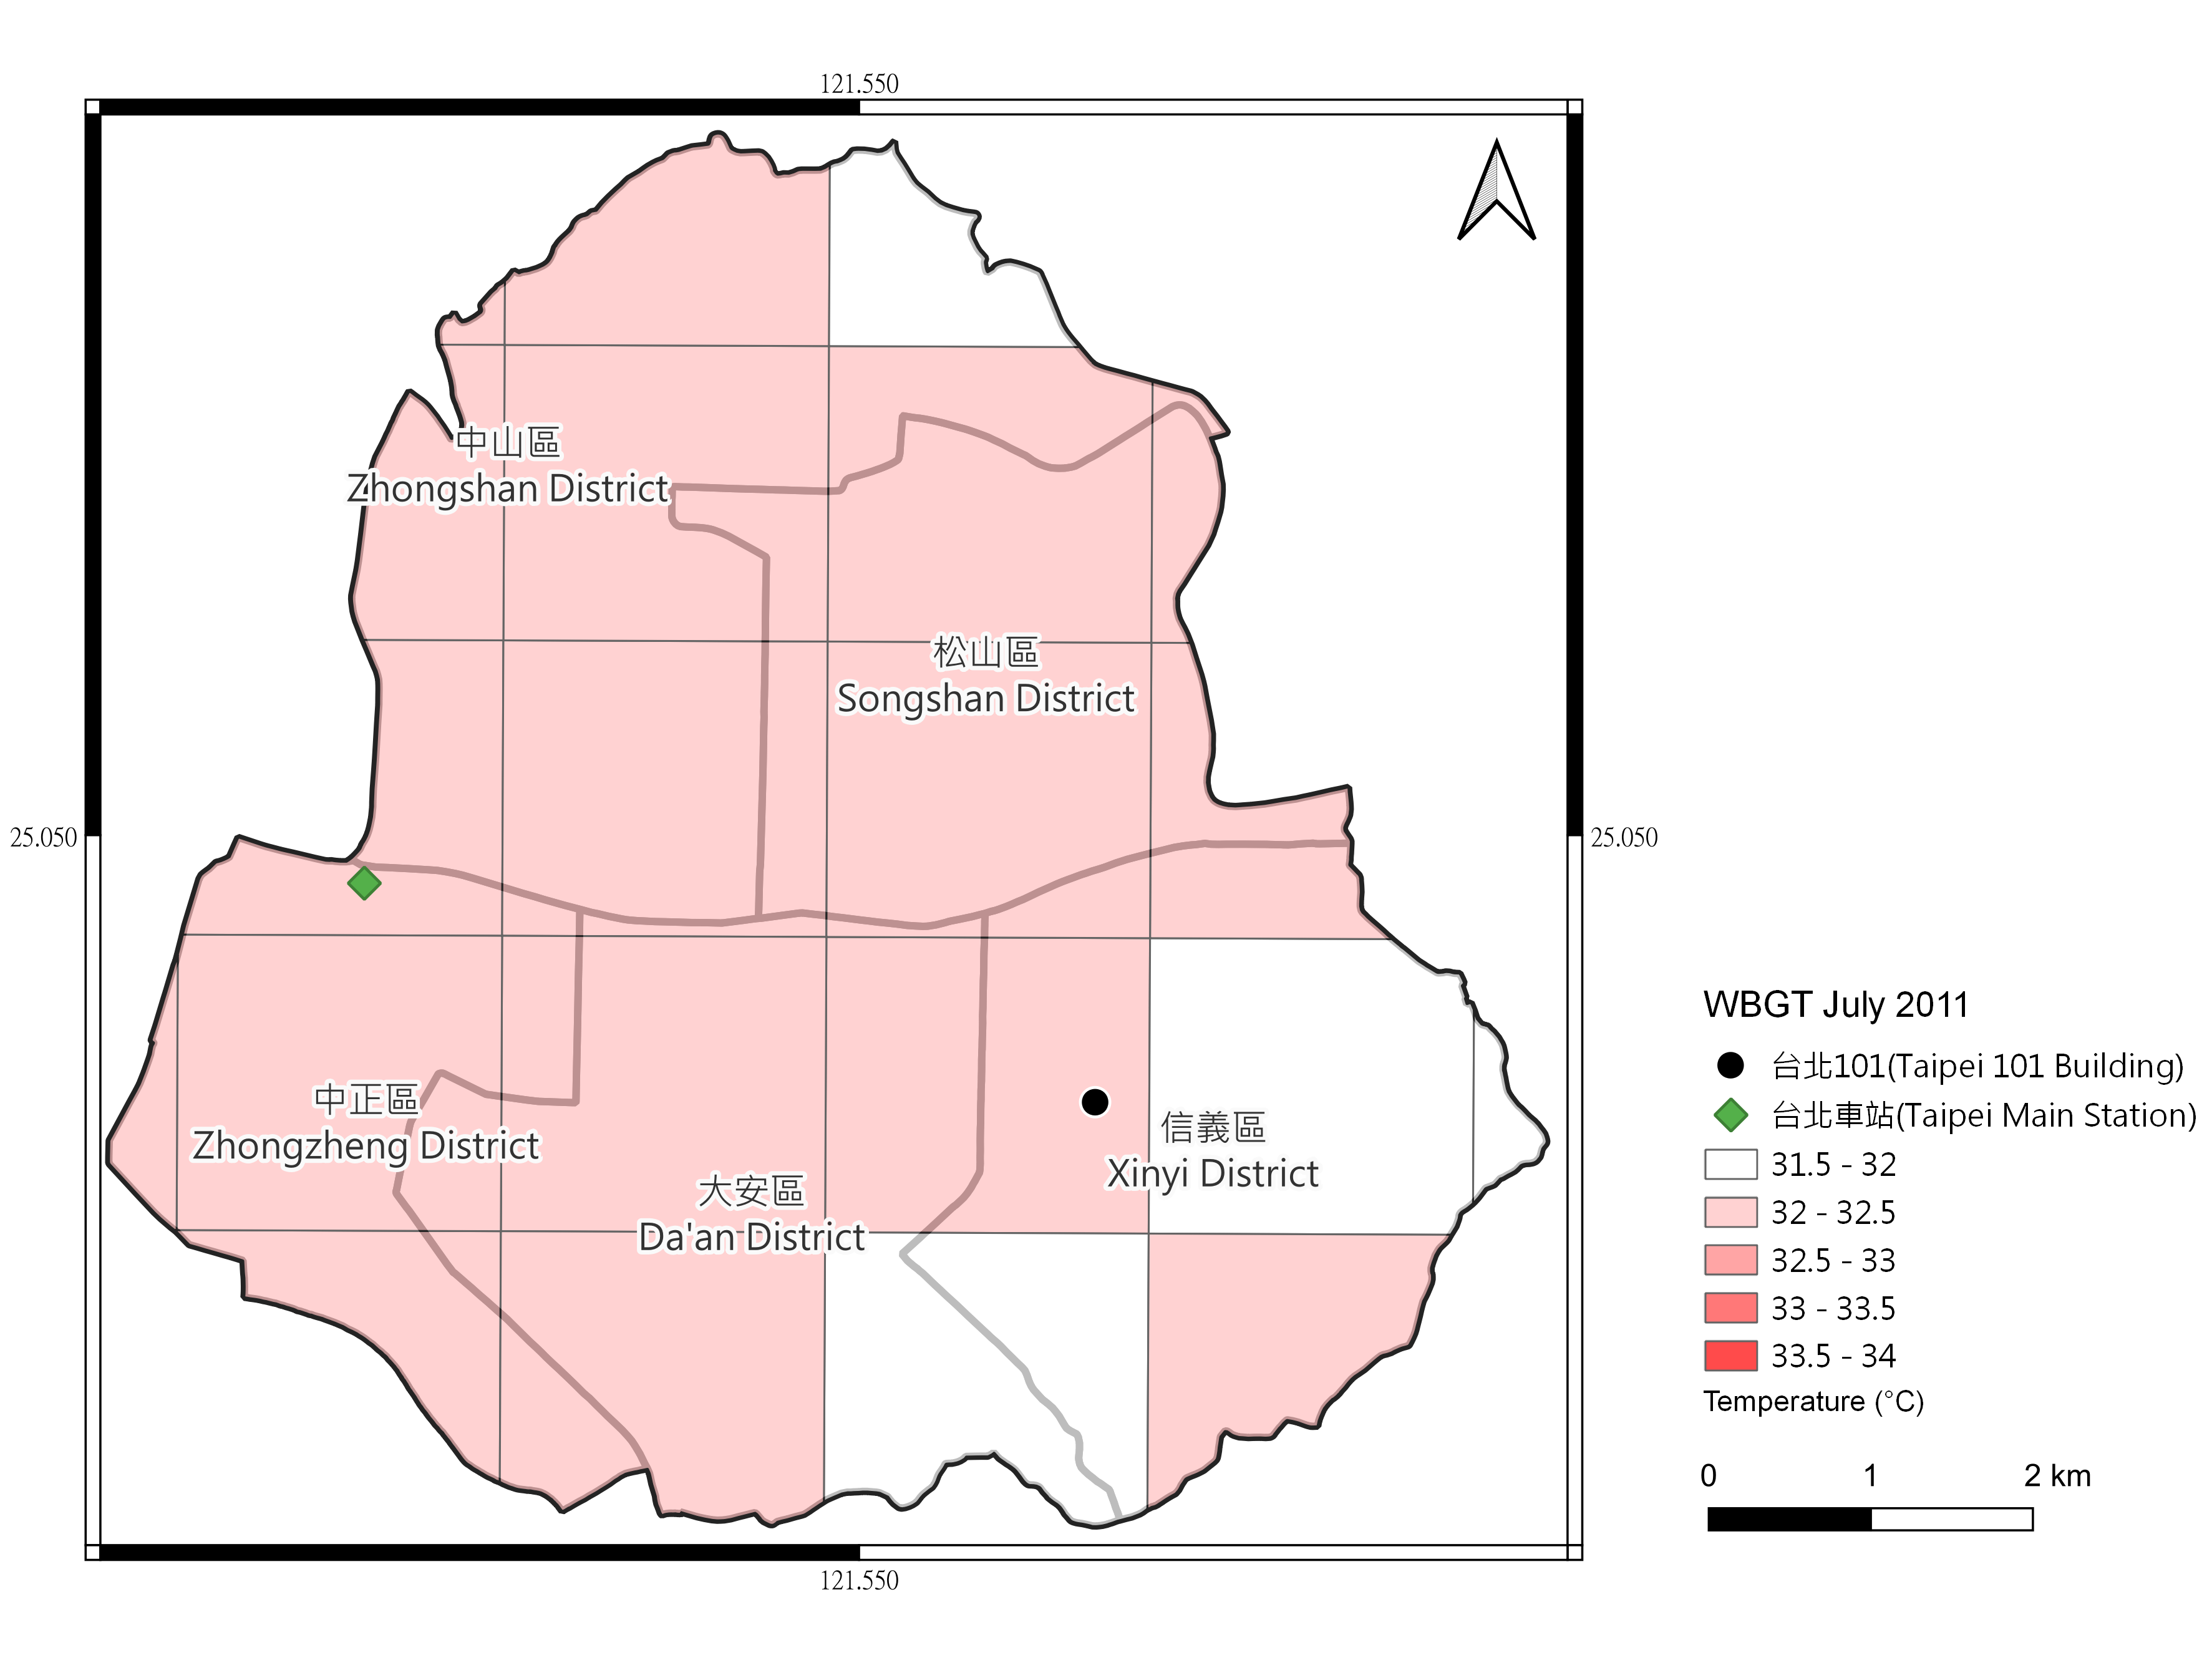 121.550
中山區
Zhongshan District
松山區
Songshan District
25.050
25.050
中正區
Zhongzheng District
信義區
Xinyi District
大安區
Da'an District
121.550
WBGT July 2011
台北101(Taipei 101 Building)
台北車站(Taipei Main Station)
31.5 - 32
32 - 32.5
32.5 - 33
33 - 33.5
33.5 - 34
Temperature (°C)
0 1 2 km